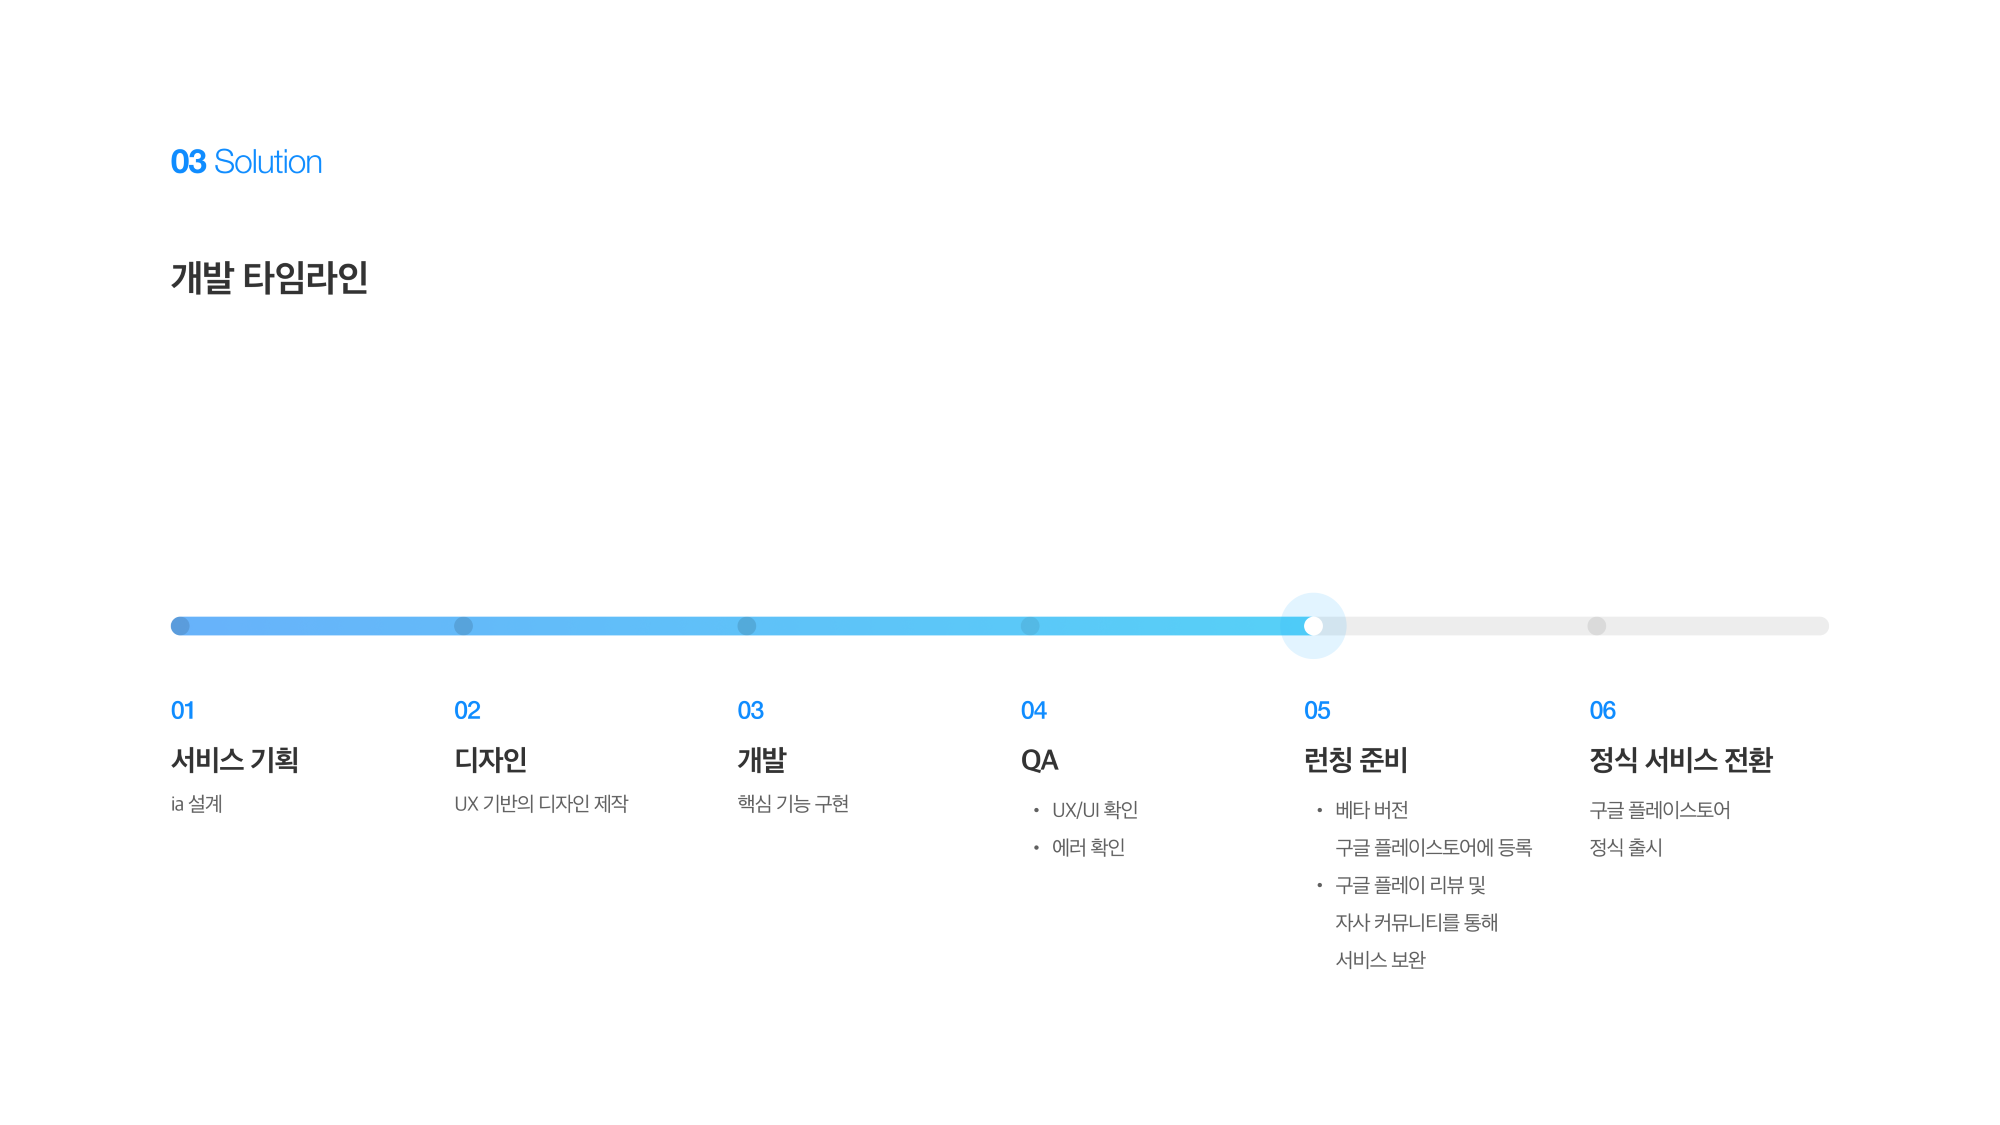 03 Solution
개발 타임라인
01
서비스 기획
ia 설계
02
디자인
UX 기반의 디자인 제작
03
개발
핵심 기능 구현
04
QA
• UX/UI 확인
• 에러 확인
05
런칭 준비
• 베타 버전
구글 플레이스토어에 등록
• 구글 플레이 리뷰 및
자사 커뮤니티를 통해
서비스 보완
06
정식 서비스 전환
구글 플레이스토어
정식 출시